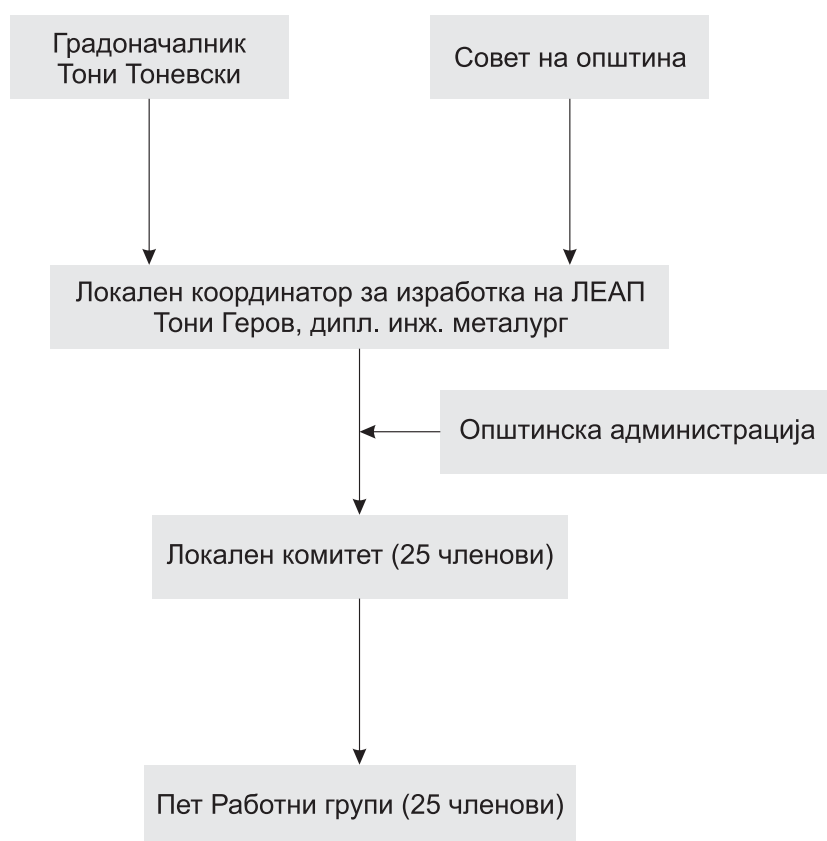 Градоначалник
Тони Тоневски
Совет на општина
Локален координатор за изработка на ЛЕАП
Тони Геров, дипл. инж. металург
Општинска администрација
Локален комитет (25 членови)
Пет Работни групи (25 членови)